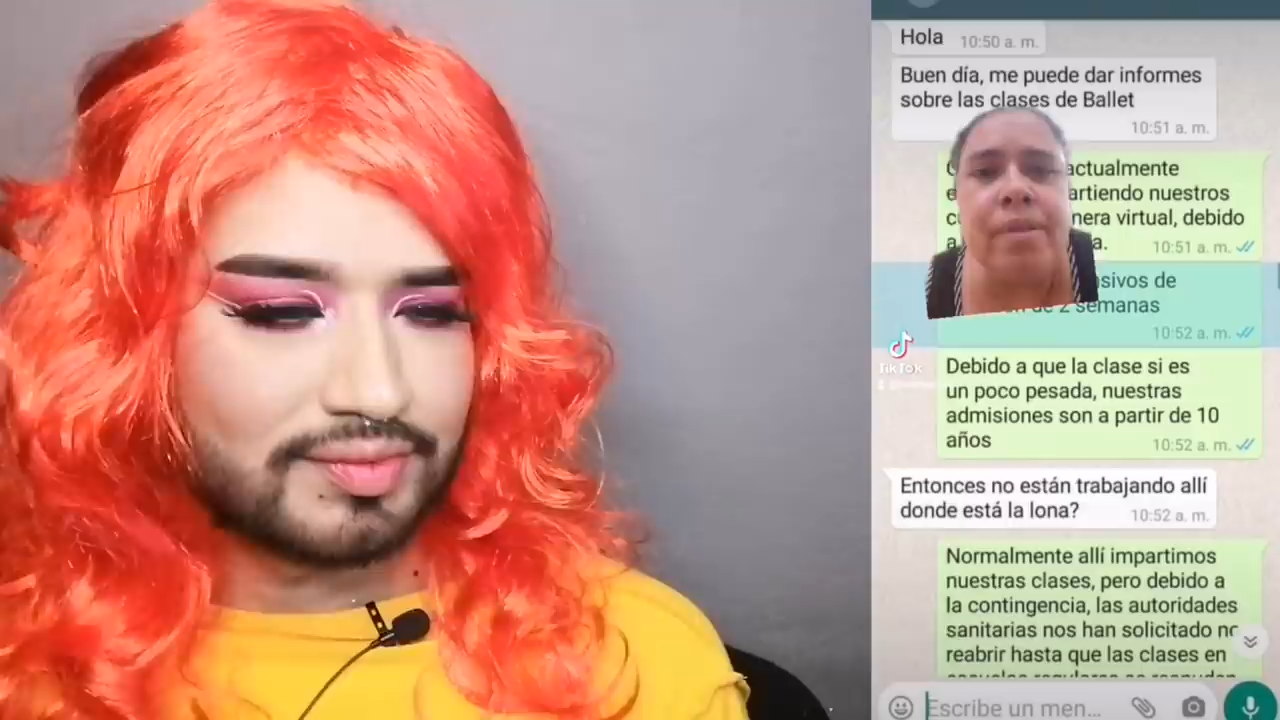 Hola 10:50 a. m.
Buen día, me puede dar informes
sobre las clases de Ballet
10:51 a. m.
actualmente
artiendo nuestros
nera virtual, debido
a. 10:51 a. m.
nsivos de
de 2 semanas
10:52 a. m.
TikTok
Debido a que la clase si es
un poco pesada, nuestras
admisiones son a partir de 10
años 10:52 a. m.
Entonces no están trabajando allí
donde está la lona? 10:52 a. m.
Normalmente allí impartimos
nuestras clases, pero debido a
la contingencia, las autoridades
sanitarias nos han solicitado no
reabrir hasta que las clases en
Escribe un men...